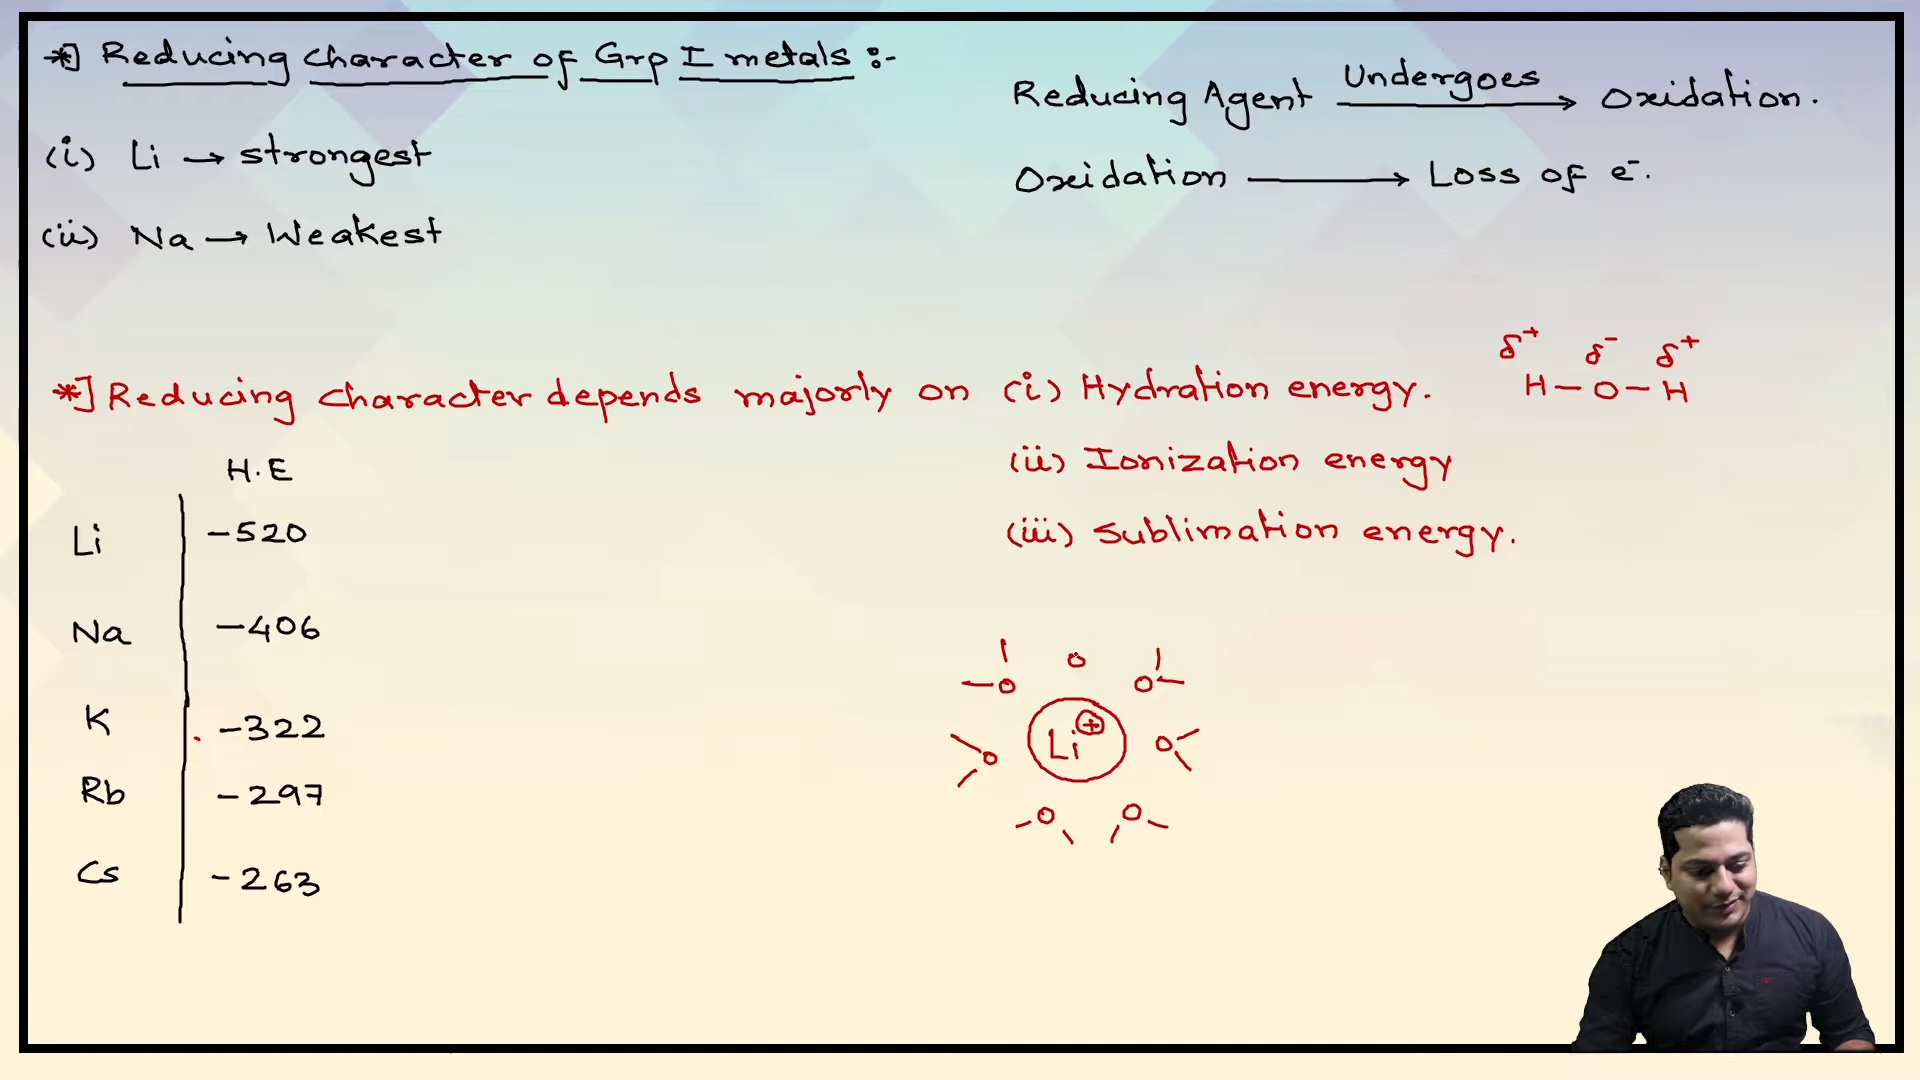 *] Reducing character of Grp I metals :-
(i) Li → strongest
(ii) Na → Weakest
Reducing Agent Undergoes → Oxidation.
Oxidation → Loss of e⁻.
*] Reducing character depends majorly on (i) Hydration energy.
(ii) Ionization energy
(iii) Sublimation energy.
δ+ δ- δ+
H – O – H
H.E
Li -520
Na -406
K -322
Rb -297
Cs -263
O
O O
Li⊕
O O
O O